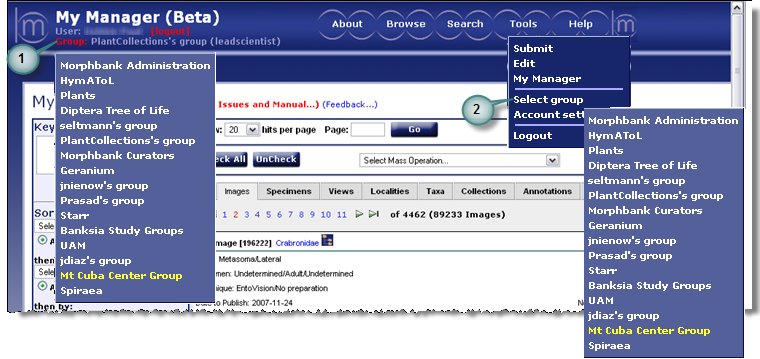 My Manager (Beta)
User: [logout]
Group: PlantCollections's group (leadscientist)
About Browse Search Tools Help
1
Morphbank Administration
HymAToL
Plants
Diptera Tree of Life
seltmann's group
PlantCollections's group
Morphbank Curators
Geranium
jnienow's group
Prasad's group
Starr
Banksia Study Groups
UAM
jdiaz's group
Mt Cuba Center Group
Spiraea
Submit
Edit
My Manager
2
Select group
Account sett
Logout
Morphbank Administration
HymAToL
Plants
Diptera Tree of Life
seltmann's group
PlantCollections's group
Morphbank Curators
Geranium
jnienow's group
Prasad's group
Starr
Banksia Study Groups
UAM
jdiaz's group
Mt Cuba Center Group
Spiraea
My
Issues and Manual...) (Feedback...)
Key
w: 20 hits per page Page: Go
eck All UnCheck Select Mass Operation...
Images Specimens Views Localities Taxa Collections Annotations
1 2 3 4 5 6 7 8 9 10 11 of 4462 (89233 Images)
Sor
Sele
A
then
Sele
A
then by:
mage [196222] Crabronidae
Metasoma/Lateral
men: Undetermined/Adult/Undetermined
nique: EntoVision/No preparation
Date to Publish: 2007-11-24
No